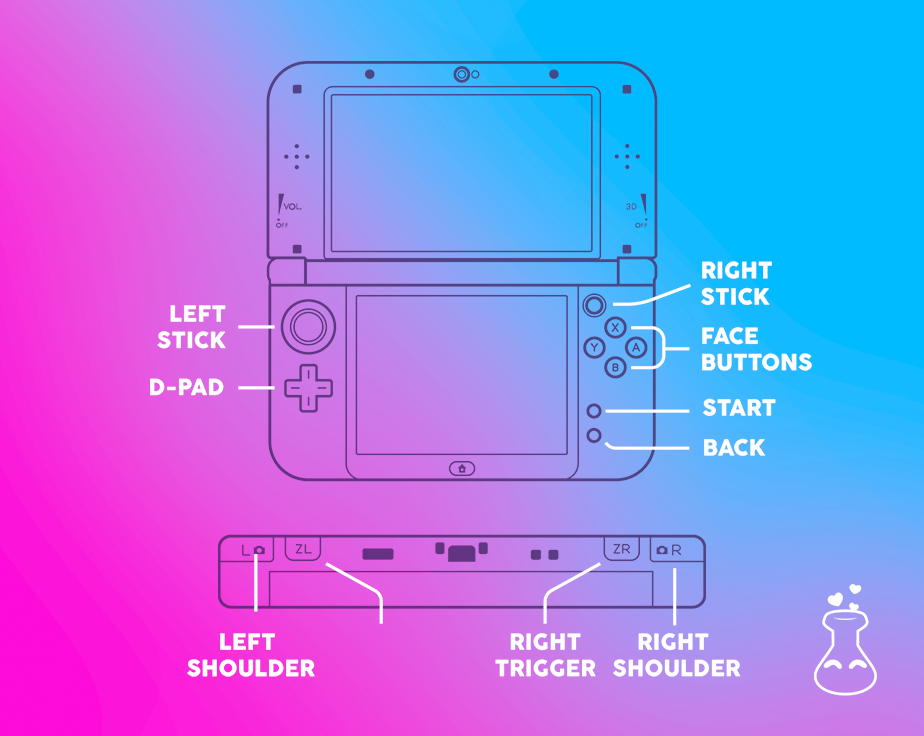 VOL.
OFF
3D
OFF
RIGHT
STICK
LEFT
STICK
X
Y
A
B
FACE
BUTTONS
D-PAD
START
BACK
L
ZL
ZR
R
LEFT
SHOULDER
RIGHT
TRIGGER
RIGHT
SHOULDER